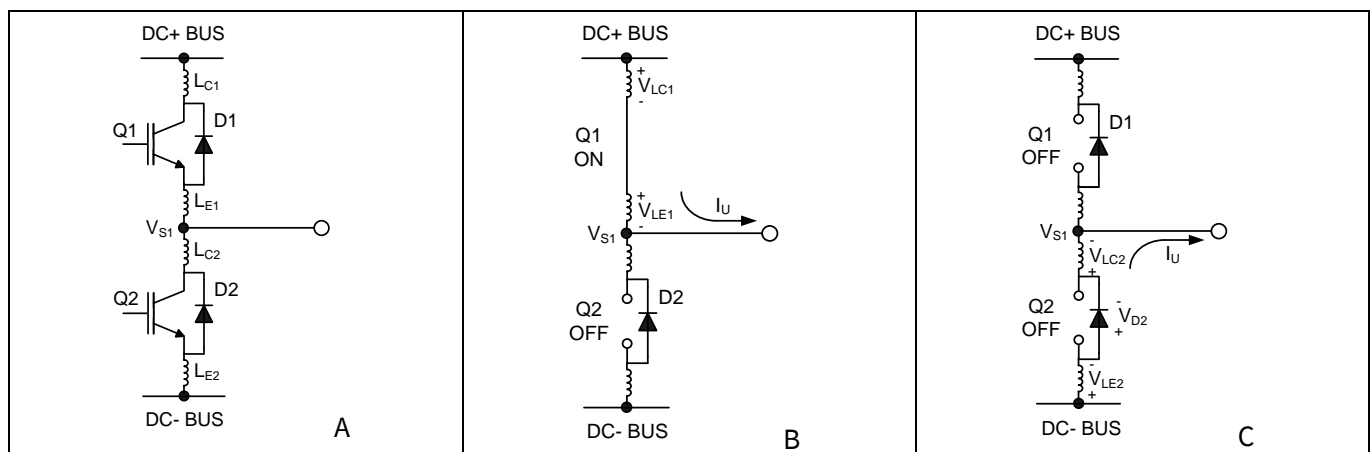 DC+ BUS
LC1
Q1
D1
LE1
VS1
LC2
Q2
D2
LE2
DC- BUS
A
DC+ BUS
+
VLC1
-
Q1
ON
+
VLE1
-
IU
VS1
D2
Q2
OFF
DC- BUS
B
DC+ BUS
D1
Q1
OFF
VS1
-
VLC2
+
IU
D2
Q2
OFF
-
VD2
+
-
VLE2
+
DC- BUS
C